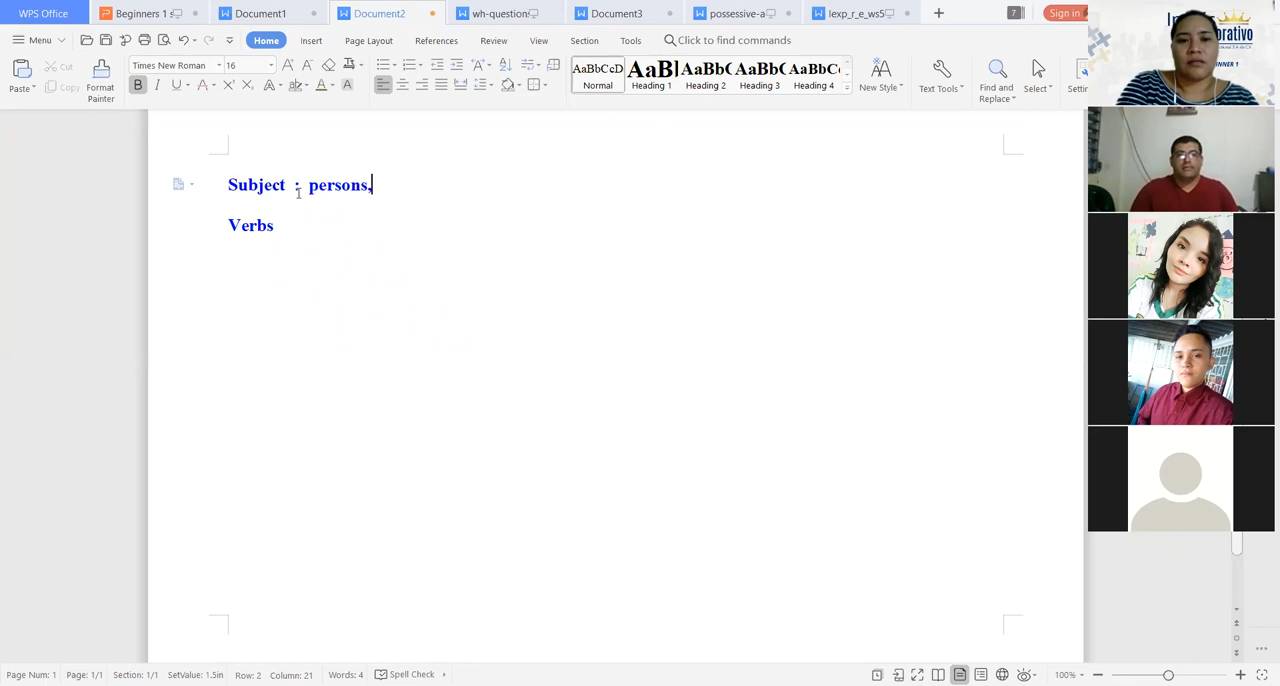 WPS Office
Beginners 1
Document1
Document2
wh-question
Document3
possessive-a
lexp_r_e_ws5
+
7
Sign in
Menu
Home
Insert
Page Layout
References
Review
View
Section
Tools
Click to find commands
Paste
Cut
Copy
Format Painter
Times New Roman
16
AaBbCcD
Normal
AaBl
Heading 1
AaBb(
Heading 2
AaBb(
Heading 3
AaBbC
Heading 4
New Style
Text Tools
Find and Replace
Select
Settin
Subject : persons,
Verbs
Page Num: 1
Page: 1/1
Section: 1/1
SetValue: 1.5in
Row: 2
Column: 21
Words: 4
Spell Check
100%